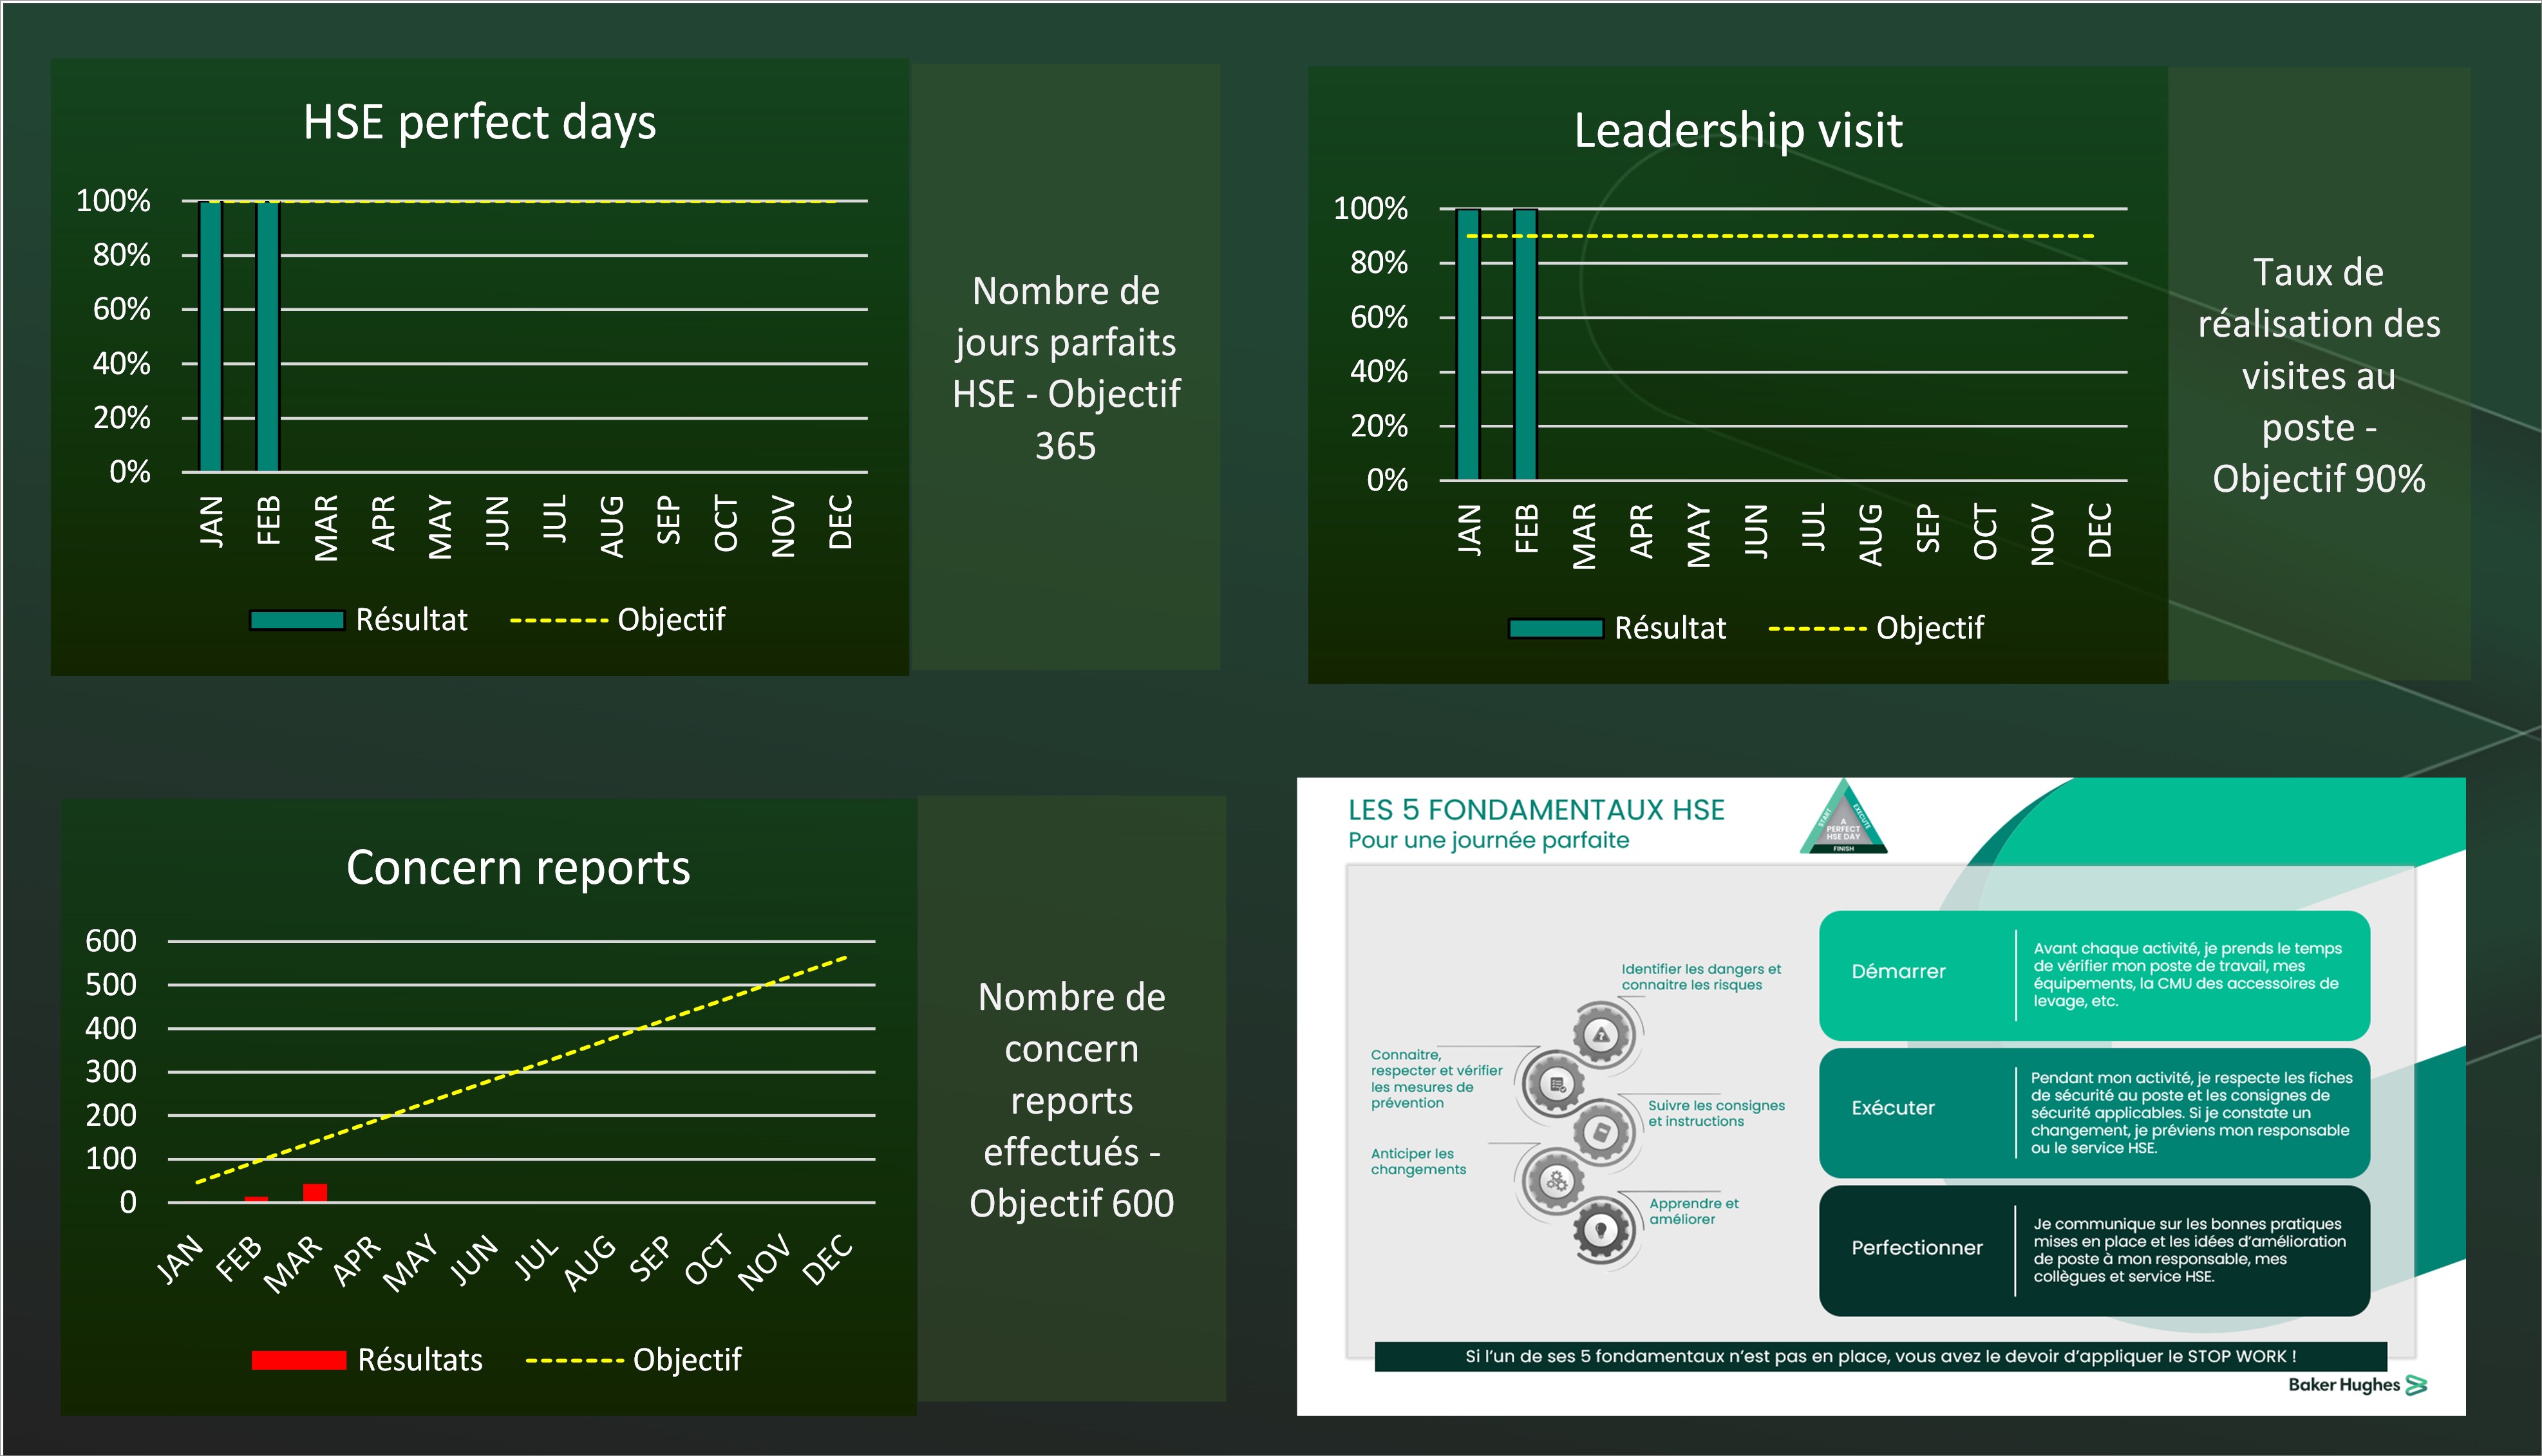 HSE perfect days
100%
80%
60%
40%
20%
0%
JAN FEB MAR APR MAY JUN JUL AUG SEP OCT NOV DEC
Résultat Objectif
Nombre de
jours parfaits
HSE - Objectif
365
Leadership visit
100%
80%
60%
40%
20%
0%
JAN FEB MAR APR MAY JUN JUL AUG SEP OCT NOV DEC
Résultat Objectif
Taux de
réalisation des
visites au
poste -
Objectif 90%
Concern reports
600
500
400
300
200
100
0
JAN FEB MAR APR MAY JUN JUL AUG SEP OCT NOV DEC
Résultats Objectif
Nombre de
concern
reports
effectués -
Objectif 600
LES 5 FONDAMENTAUX HSE
Pour une journée parfaite
START
EXECUTE
A
PERFECT
HSE DAY
FINISH
Identifier les dangers et
connaitre les risques
Connaitre,
respecter et vérifier
les mesures de
prévention
Suivre les consignes
et instructions
Anticiper les
changements
Apprendre et
améliorer
Démarrer
Avant chaque activité, je prends le temps
de vérifier mon poste de travail, mes
équipements, la CMU des accessoires de
levage, etc.
Exécuter
Pendant mon activité, je respecte les fiches
de sécurité au poste et les consignes de
sécurité applicables. Si je constate un
changement, je préviens mon responsable
ou le service HSE.
Perfectionner
Je communique sur les bonnes pratiques
mises en place et les idées d'amélioration
de poste à mon responsable, mes
collègues et service HSE.
Si l'un de ses 5 fondamentaux n'est pas en place, vous avez le devoir d'appliquer le STOP WORK !
Baker Hughes